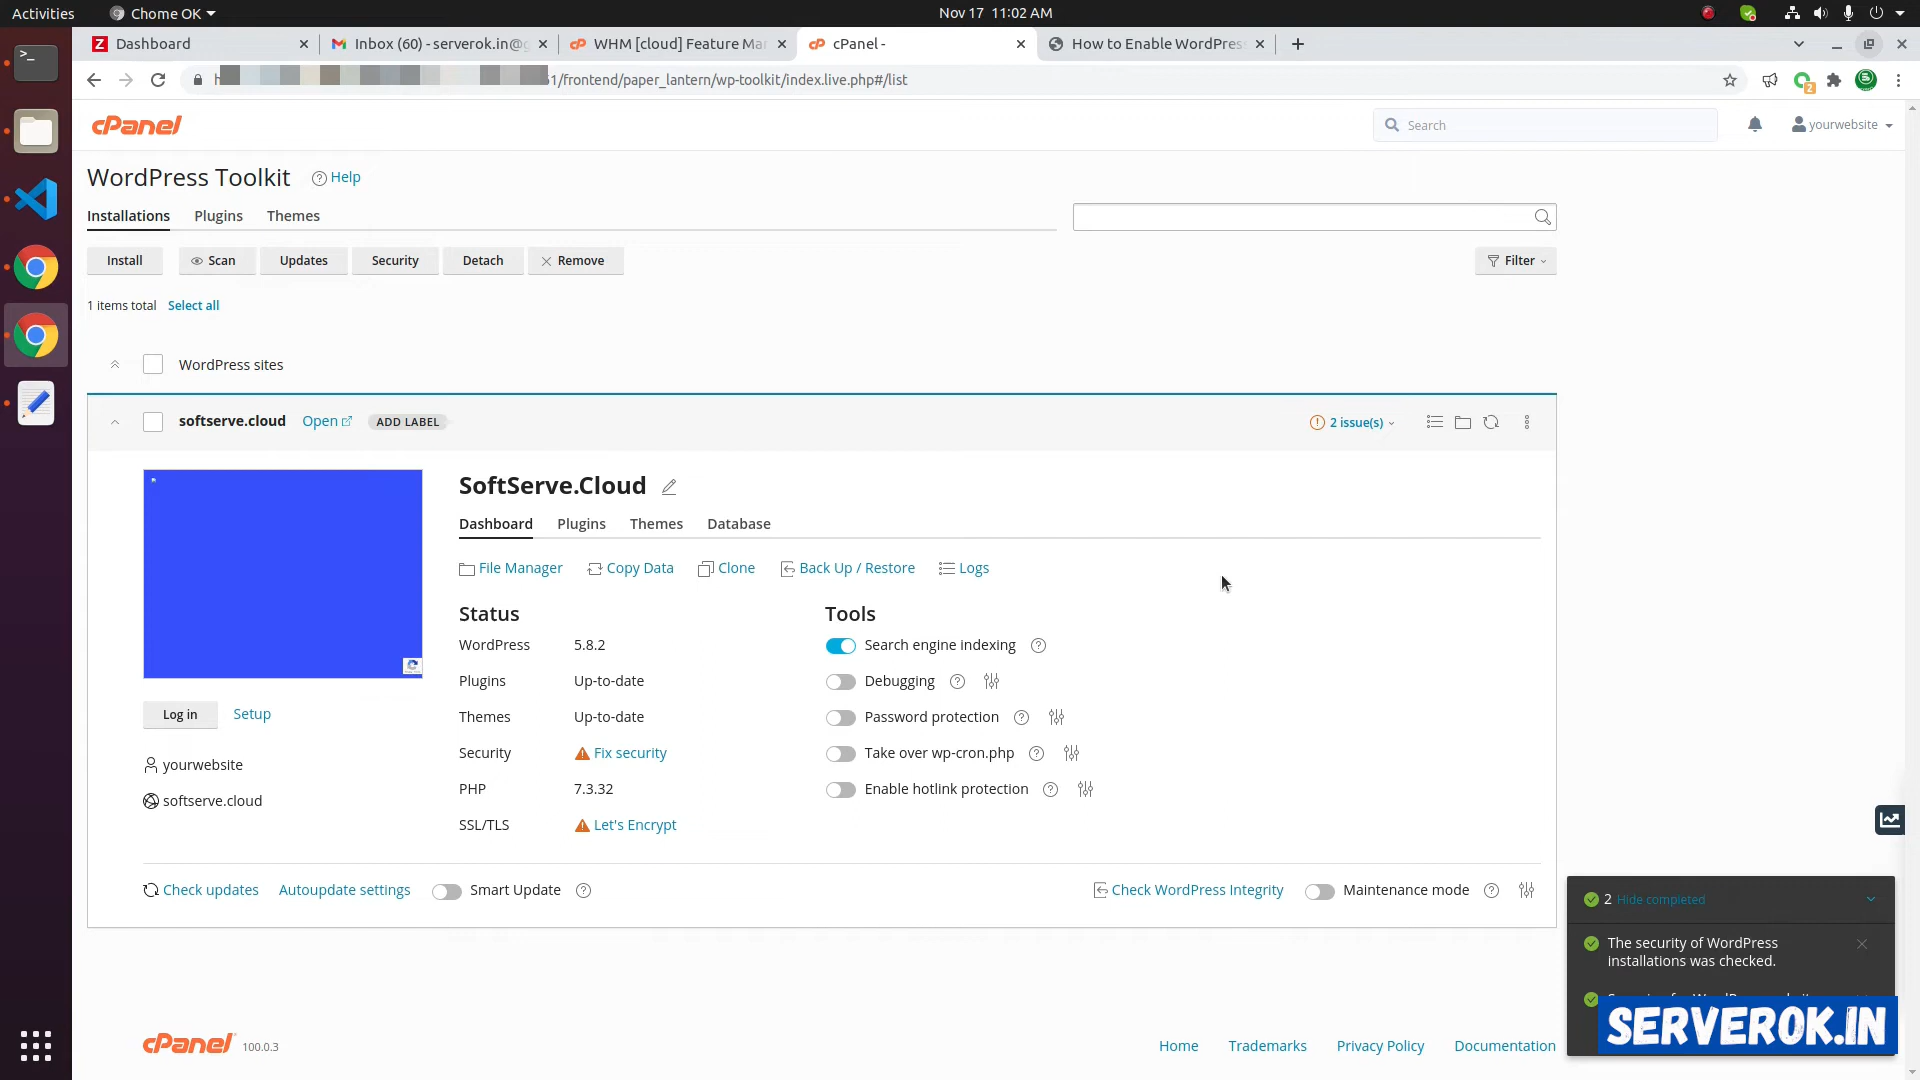 Activities Chome OK Nov 17 11:02 AM
Dashboard Inbox (60) - serverok.in@g WHM [cloud] Feature Ma cPanel - How to Enable WordPres
/frontend/paper_lantern/wp-toolkit/index.live.php#/list 2
cPanel Search yourwebsite
WordPress Toolkit Help
Installations Plugins Themes
Install Scan Updates Security Detach Remove Filter
1 items total Select all
WordPress sites
softserve.cloud Open ADD LABEL 2 issue(s)
SoftServe.Cloud
Dashboard Plugins Themes Database
File Manager Copy Data Clone Back Up / Restore Logs
Status Tools
WordPress 5.8.2 Search engine indexing
Plugins Up-to-date Debugging
Themes Up-to-date Password protection
Log in Setup
Security Fix security Take over wp-cron.php
yourwebsite
PHP 7.3.32 Enable hotlink protection
softserve.cloud
SSL/TLS Let's Encrypt
Check updates Autoupdate settings Smart Update Check WordPress Integrity Maintenance mode
2 Hide completed
The security of WordPress
installations was checked.
SERVEROK.IN
cPanel 100.0.3 Home Trademarks Privacy Policy Documentation